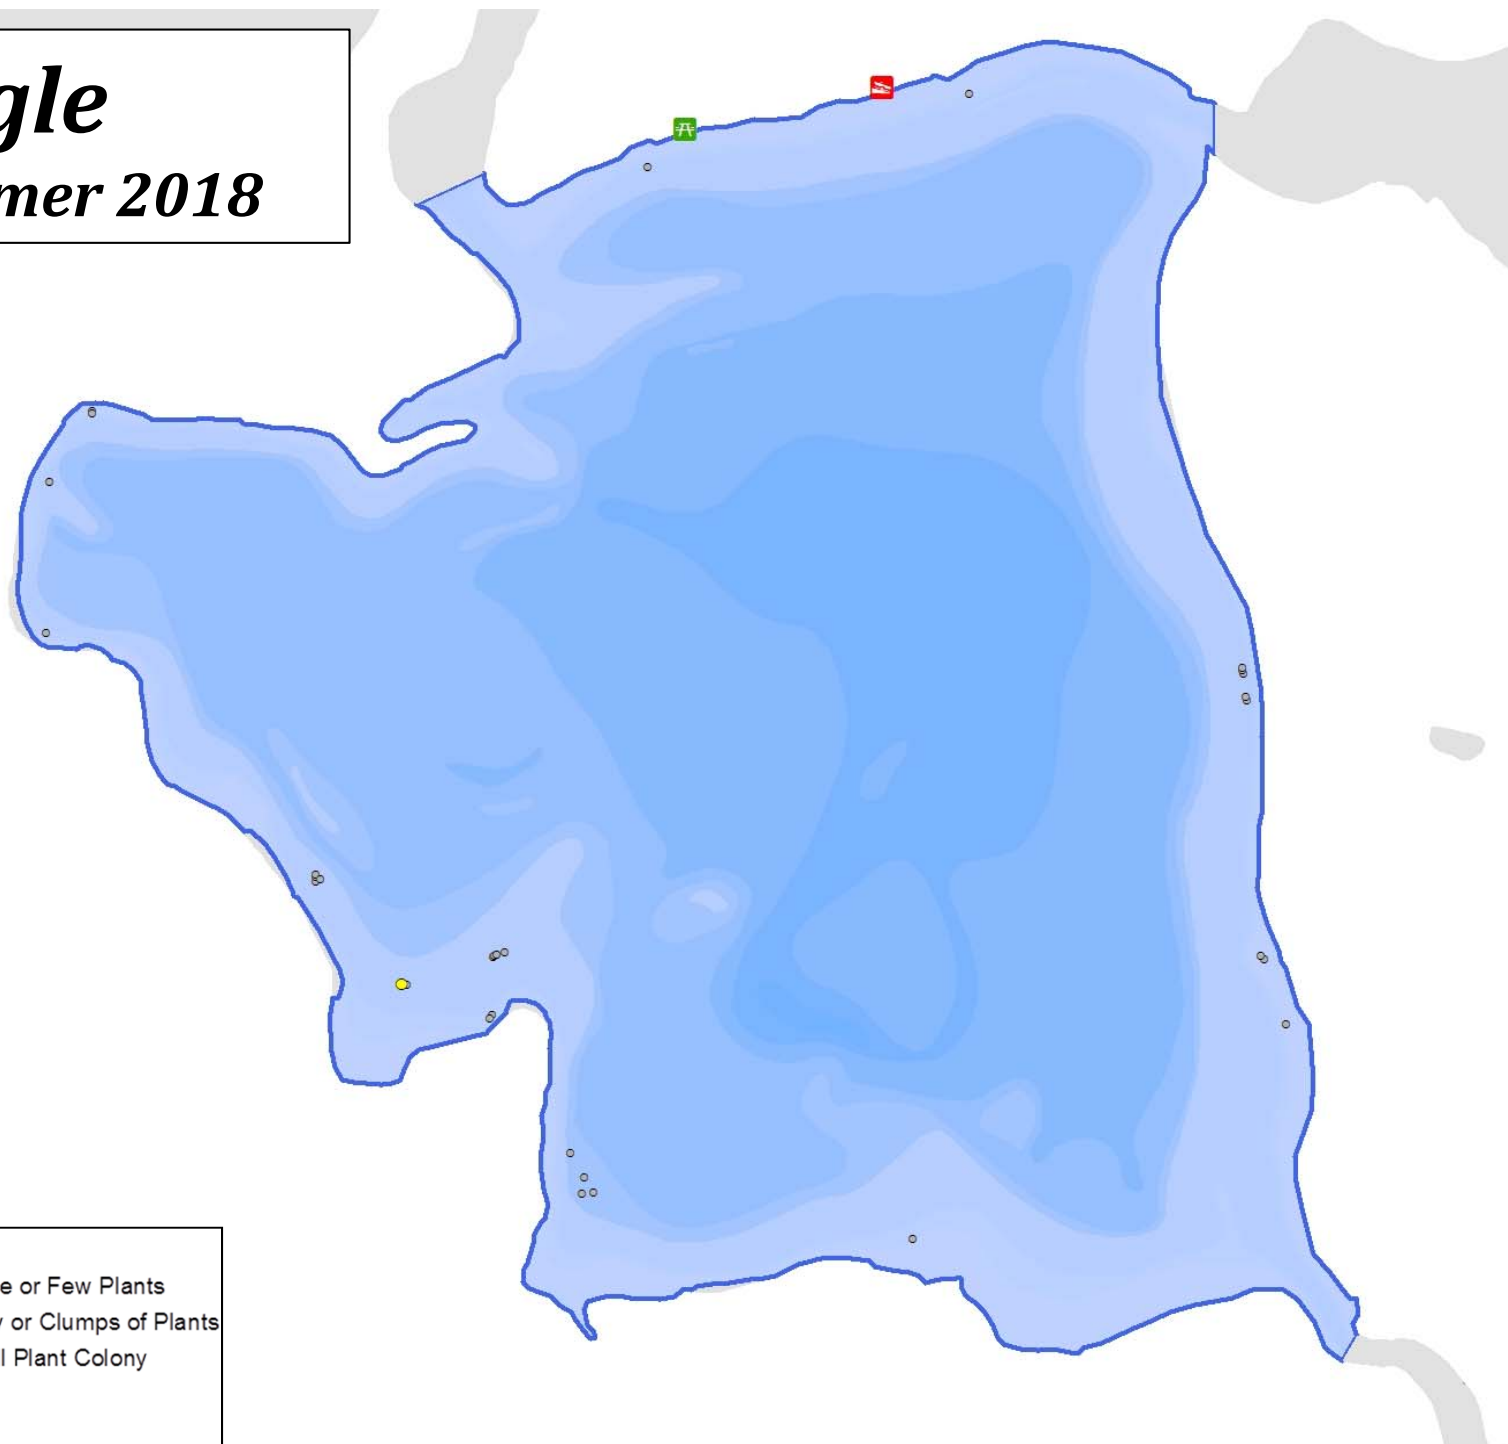 gle
mer 2018
e or Few Plants
or Clumps of Plants
l Plant Colony